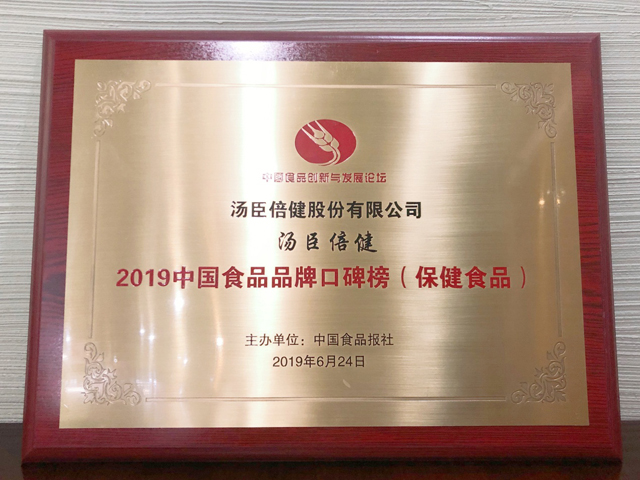 中国食品创新与发展论坛
汤臣倍健股份有限公司
汤臣倍健
2019中国食品品牌口碑榜（保健食品）
主办单位：中国食品报社
2019年6月24日